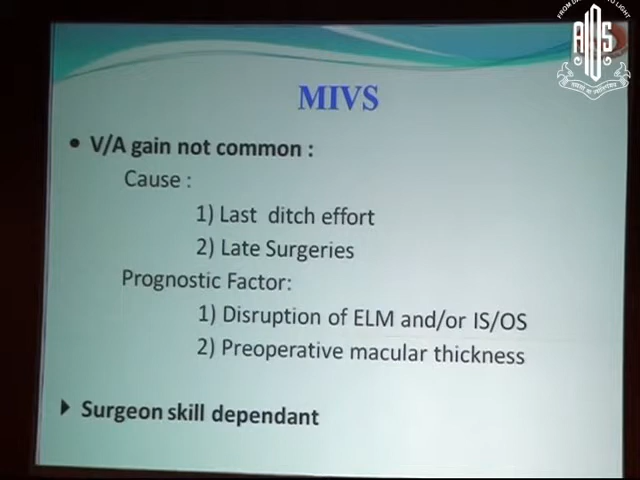 MIVS
• V/A gain not common :
Cause :
1) Last ditch effort
2) Late Surgeries
Prognostic Factor:
1) Disruption of ELM and/or IS/OS
2) Preoperative macular thickness
Surgeon skill dependant